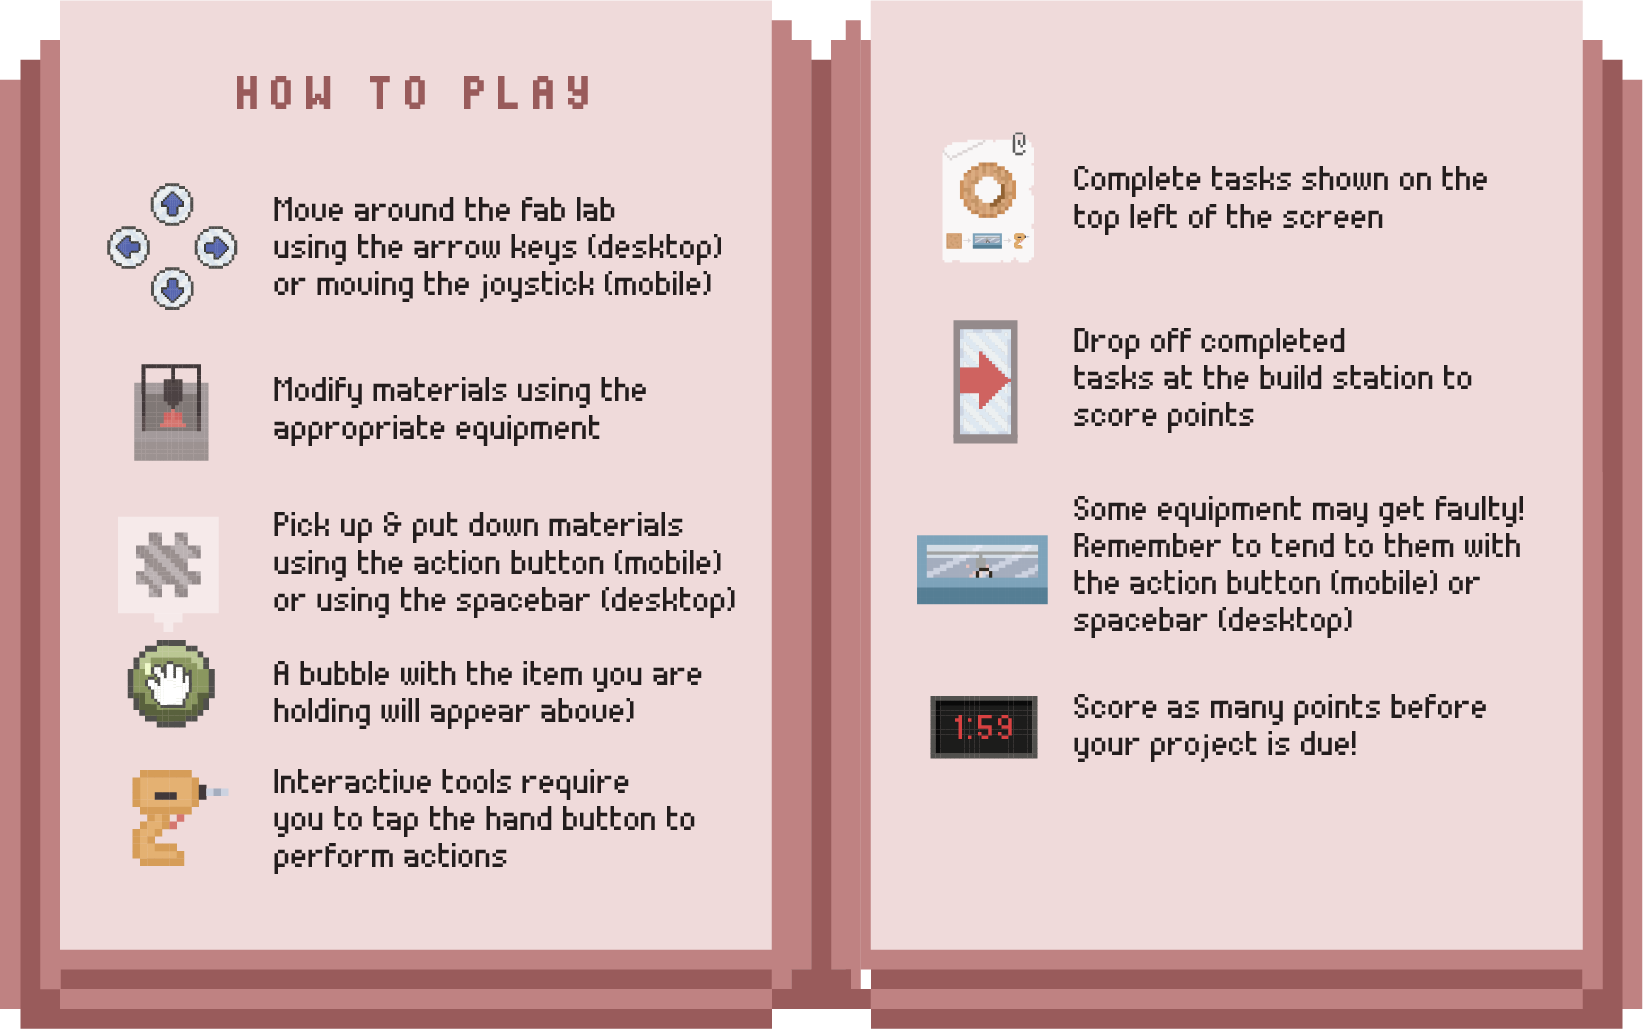 HOW TO PLAY
Move around the fab lab
using the arrow keys (desktop)
or moving the joystick (mobile)
Modify materials using the
appropriate equipment
Pick up & put down materials
using the action button (mobile)
or using the spacebar (desktop)
A bubble with the item you are
holding will appear above)
Interactive tools require
you to tap the hand button to
perform actions
Complete tasks shown on the
top left of the screen
Drop off completed
tasks at the build station to
score points
Some equipment may get faulty!
Remember to tend to them with
the action button (mobile) or
spacebar (desktop)
1:59
Score as many points before
your project is due!